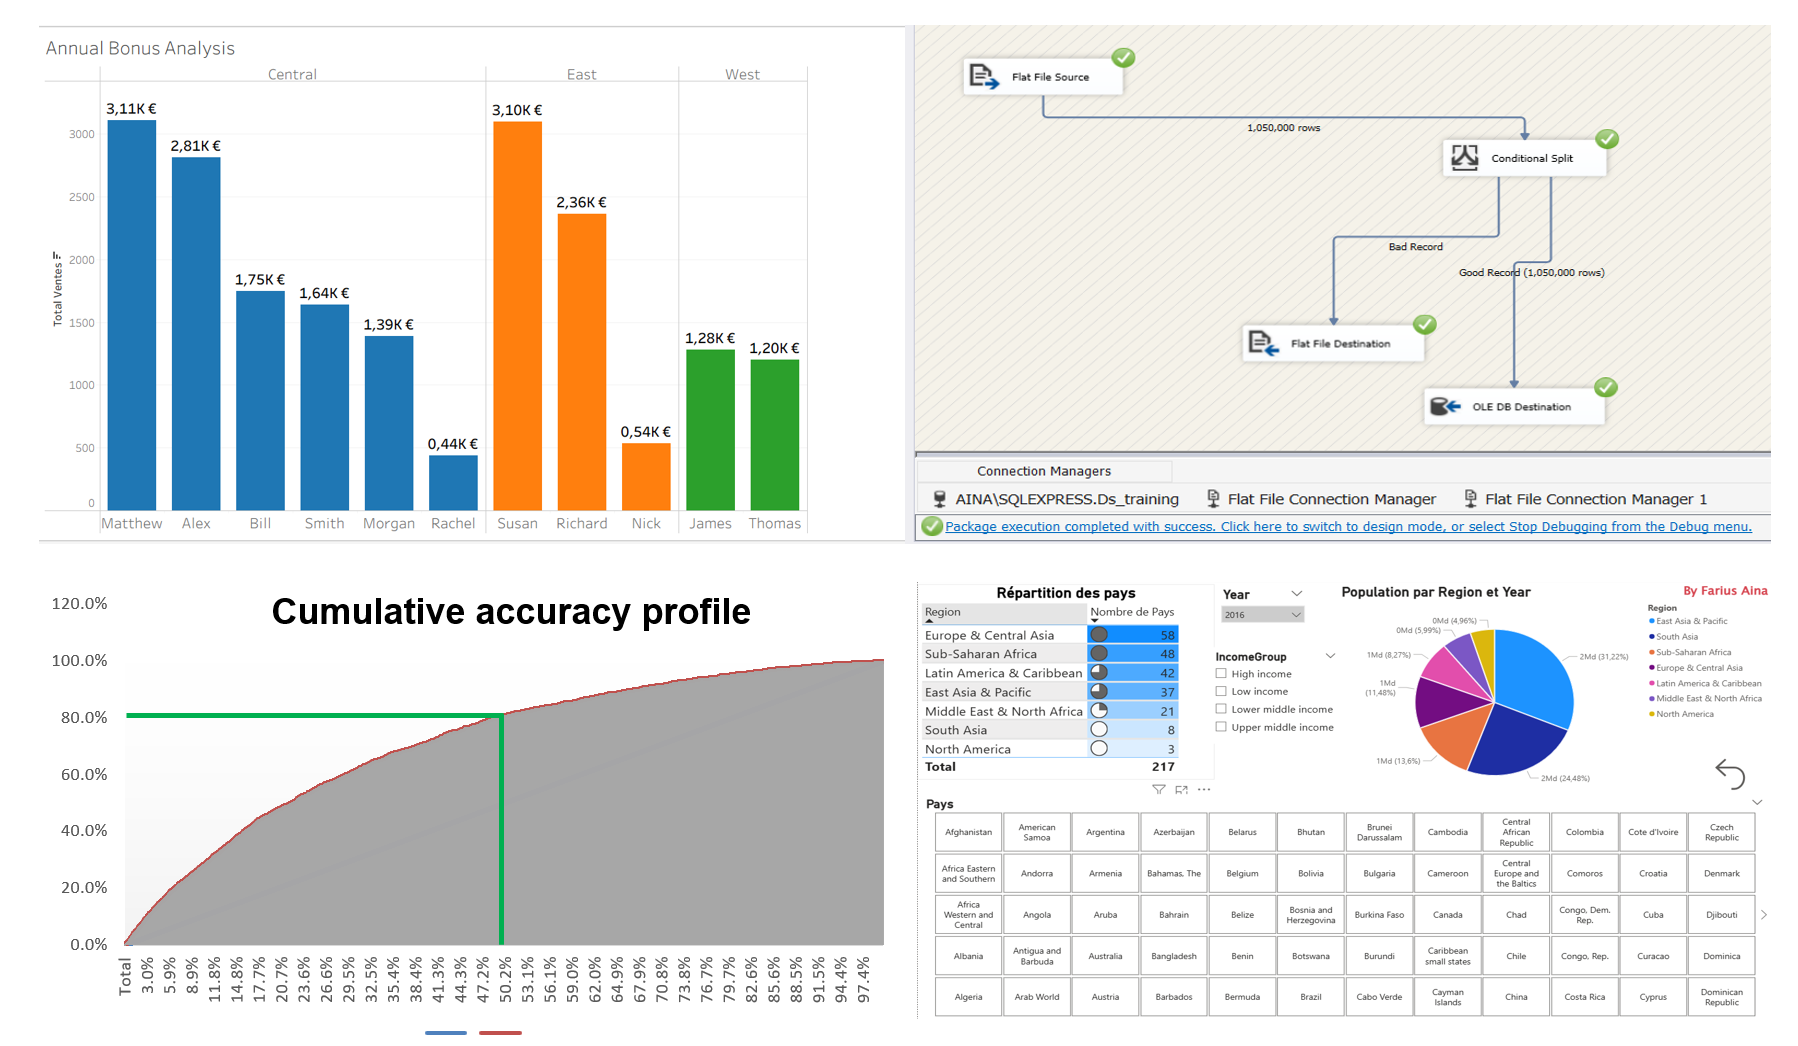 Annual Bonus Analysis
Central
East
West
3,11K €
3,10K €
2,81K €
2,36K €
1,75K €
1,64K €
1,39K €
1,28K €
1,20K €
0,44K €
0,54K €
Total Ventes
3000
2500
2000
1500
1000
500
0
Matthew Alex Bill Smith Morgan Rachel Susan Richard Nick James Thomas
Flat File Source
1,050,000 rows
Conditional Split
Bad Record
Good Record (1,050,000 rows)
Flat File Destination
OLE DB Destination
Connection Managers
AINA\SQLEXPRESS.Ds_training Flat File Connection Manager Flat File Connection Manager 1
Package execution completed with success. Click here to switch to design mode, or select Stop Debugging from the Debug menu.
Cumulative accuracy profile
120.0%
100.0%
80.0%
60.0%
40.0%
20.0%
0.0%
Total 3.0% 5.9% 8.9% 11.8% 14.8% 17.7% 20.7% 23.6% 26.6% 29.5% 32.5% 35.4% 38.4% 41.3% 44.3% 47.2% 50.2% 53.1% 56.1% 59.0% 62.0% 64.9% 67.9% 70.8% 73.8% 76.7% 79.7% 82.6% 85.6% 88.5% 91.5% 94.4% 97.4%
Répartition des pays
Region Nombre de Pays
Europe & Central Asia 58
Sub-Saharan Africa 48
Latin America & Caribbean 42
East Asia & Pacific 37
Middle East & North Africa 21
South Asia 8
North America 3
Total 217
Year
2016
IncomeGroup
High income
Low income
Lower middle income
Upper middle income
Population par Region et Year
By Farius Aina
0Md (4,96%)
0Md (5,99%)
1Md (8,27%)
1Md
(11,48%)
1Md (13,6%)
2Md (31,22%)
2Md (24,48%)
Region
East Asia & Pacific
South Asia
Sub-Saharan Africa
Europe & Central Asia
Latin America & Caribbean
Middle East & North Africa
North America
Pays
Afghanistan
American
Samoa
Argentina
Azerbaijan
Belarus
Bhutan
Brunei
Darussalam
Cambodia
Central
African
Republic
Colombia
Cote d'Ivoire
Czech
Republic
Africa Eastern
and Southern
Andorra
Armenia
Bahamas, The
Belgium
Bolivia
Bulgaria
Cameroon
Central
Europe and
the Baltics
Comoros
Croatia
Denmark
Africa
Western and
Central
Angola
Aruba
Bahrain
Belize
Bosnia and
Herzegovina
Burkina Faso
Canada
Chad
Congo, Dem.
Rep.
Cuba
Djibouti
Albania
Antigua and
Barbuda
Australia
Bangladesh
Benin
Botswana
Burundi
Caribbean
small states
Chile
Congo, Rep.
Curacao
Dominica
Algeria
Arab World
Austria
Barbados
Bermuda
Brazil
Cabo Verde
Cayman
Islands
China
Costa Rica
Cyprus
Dominican
Republic